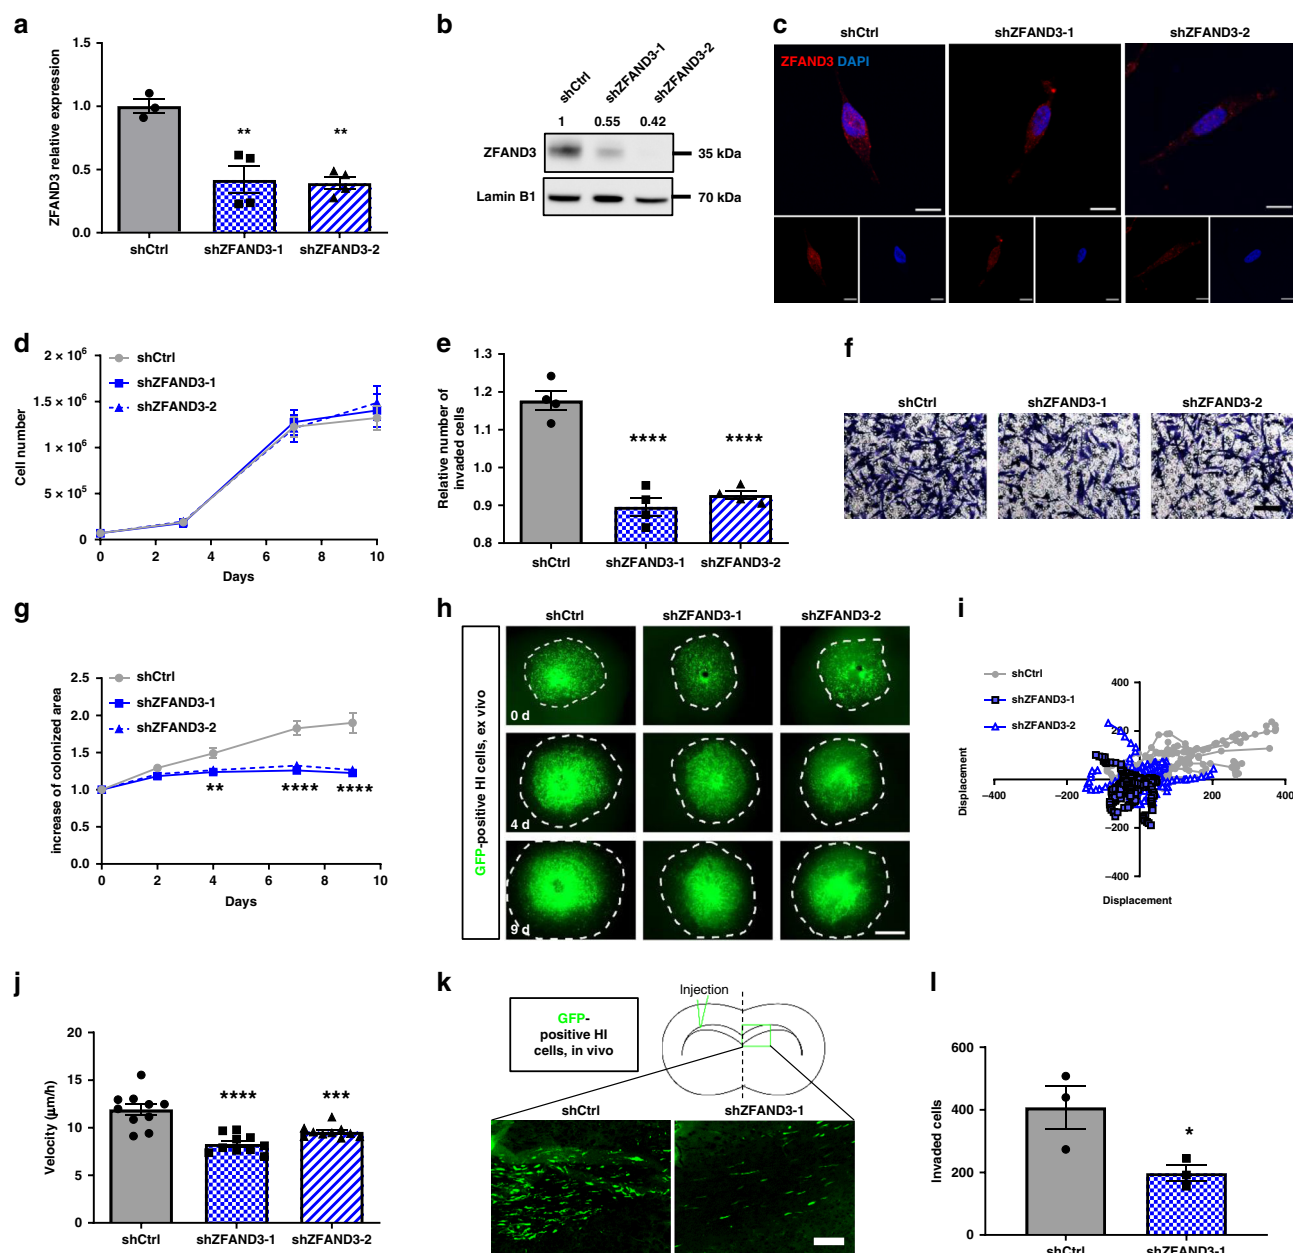 a
ZFAND3 relative expression
1.5
1.0
0.5
0.0
**
**
shCtrl
shZFAND3-1
shZFAND3-2
b
shCtrl
shZFAND3-1
shZFAND3-2
1
0.55
0.42
ZFAND3
35 kDa
Lamin B1
70 kDa
c
shCtrl
shZFAND3-1
shZFAND3-2
ZFAND3 DAPI
d
Cell number
2 × 10⁶
1.5 × 10⁶
1 × 10⁶
5 × 10⁵
0
shCtrl
shZFAND3-1
shZFAND3-2
0 2 4 6 8 10
Days
e
Relative number of
invaded cells
1.3
1.2
1.1
1.0
0.9
0.8
****
****
shCtrl
shZFAND3-1
shZFAND3-2
f
shCtrl
shZFAND3-1
shZFAND3-2
g
increase of colonized area
2.5
2.0
1.5
1.0
0.5
0.0
shCtrl
shZFAND3-1
shZFAND3-2
**
****
****
0 2 4 6 8 10
Days
h
shCtrl
shZFAND3-1
shZFAND3-2
GFP-positive HI cells, ex vivo
0 d
4 d
9 d
i
shCtrl
shZFAND3-1
shZFAND3-2
Displacement
400
200
−200
−400
−400 −200 200 400
Displacement
j
Velocity (μm/h)
20
15
10
5
0
****
***
shCtrl
shZFAND3-1
shZFAND3-2
k
GFP-
positive HI
cells, in vivo
Injection
shCtrl
shZFAND3-1
l
Invaded cells
600
400
200
0
*
shCtrl
shZFAND3-1